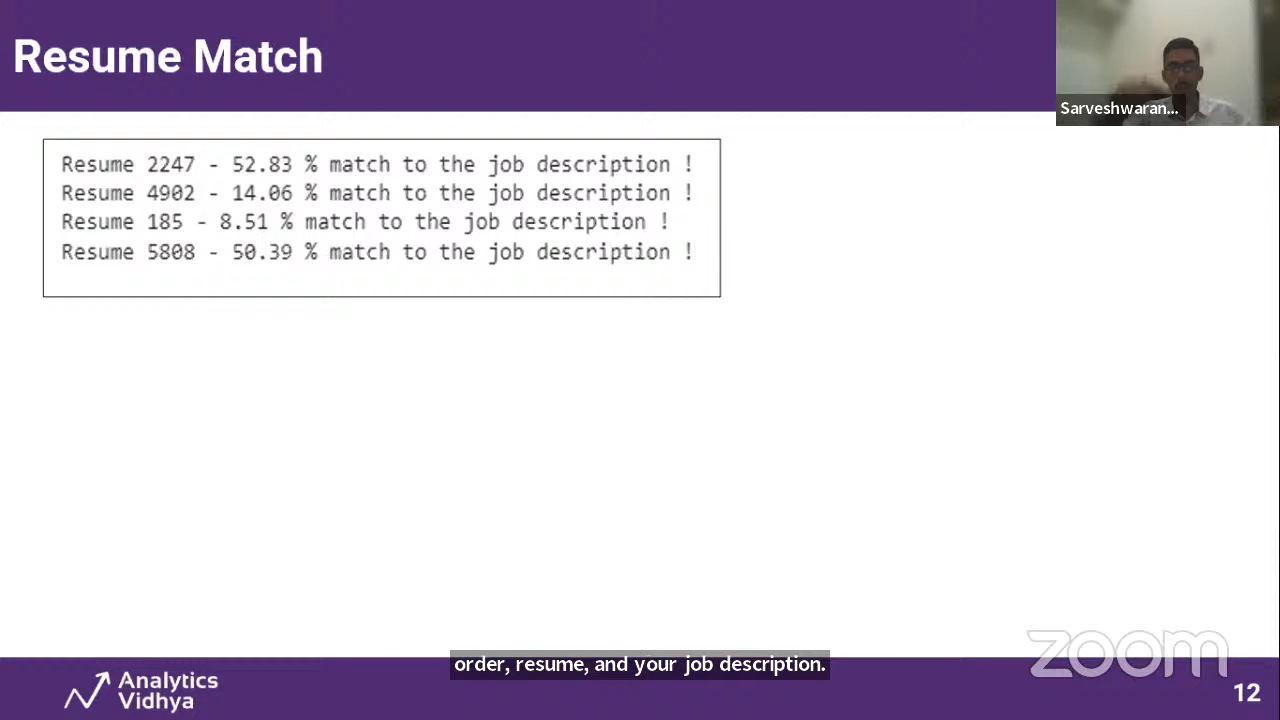 Resume Match
Sarveshwaran...
Resume 2247 - 52.83 % match to the job description !
Resume 4902 - 14.06 % match to the job description !
Resume 185 - 8.51 % match to the job description !
Resume 5808 - 50.39 % match to the job description !
zoom
order, resume, and your job description.
Analytics
Vidhya
12